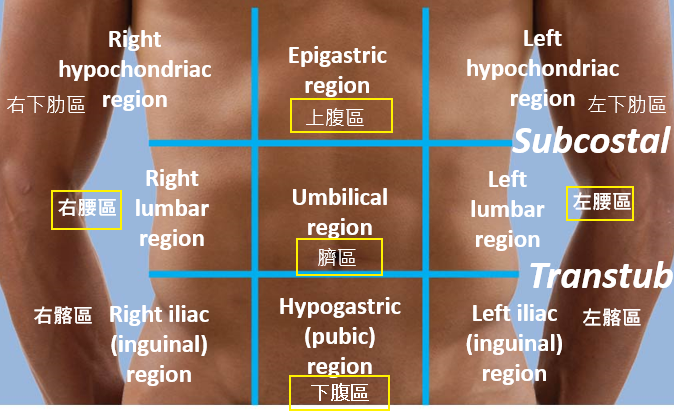 Right
hypochondriac
region
右下肋區
Epigastric
region
上腹區
Left
hypochondriac
region
左下肋區
Subcostal
Right
lumbar
region
右腰區
Umbilical
region
臍區
Left
lumbar
region
左腰區
Transtub
右髂區
Right iliac
(inguinal)
region
Hypogastric
(pubic)
region
下腹區
Left iliac
(inguinal)
region
左髂區